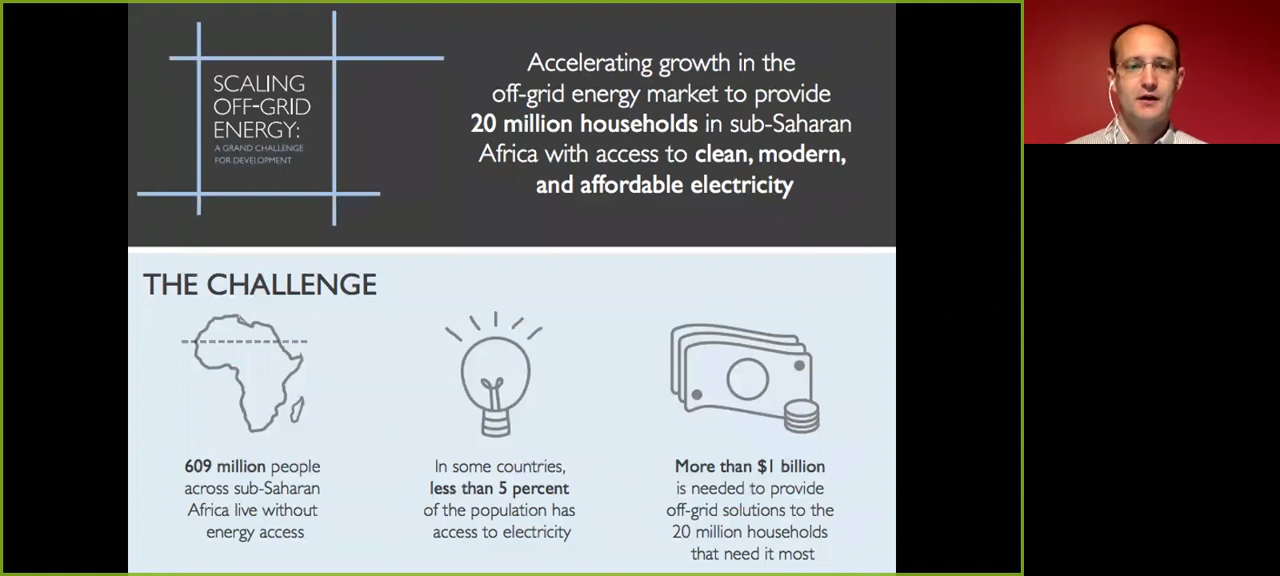 SCALING
OFF-GRID
ENERGY:
A GRAND CHALLENGE
FOR DEVELOPMENT
Accelerating growth in the
off-grid energy market to provide
20 million households in sub-Saharan
Africa with access to clean, modern,
and affordable electricity
THE CHALLENGE
609 million people
across sub-Saharan
Africa live without
energy access
In some countries,
less than 5 percent
of the population has
access to electricity
More than $1 billion
is needed to provide
off-grid solutions to the
20 million households
that need it most